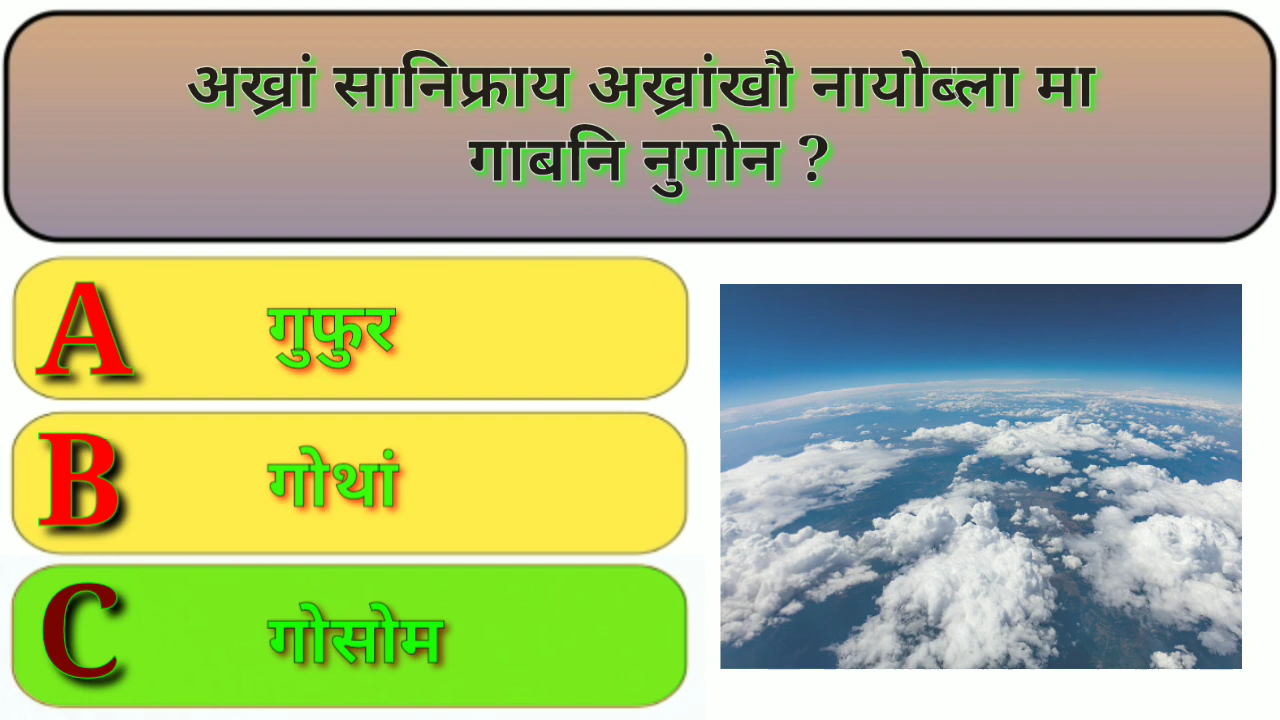 अख्रां सानिफ्राय अख्रांखौ नायोब्ला मा
गाबनि नुगोन ?
A गुफुर
B गोथां
C गोसोम